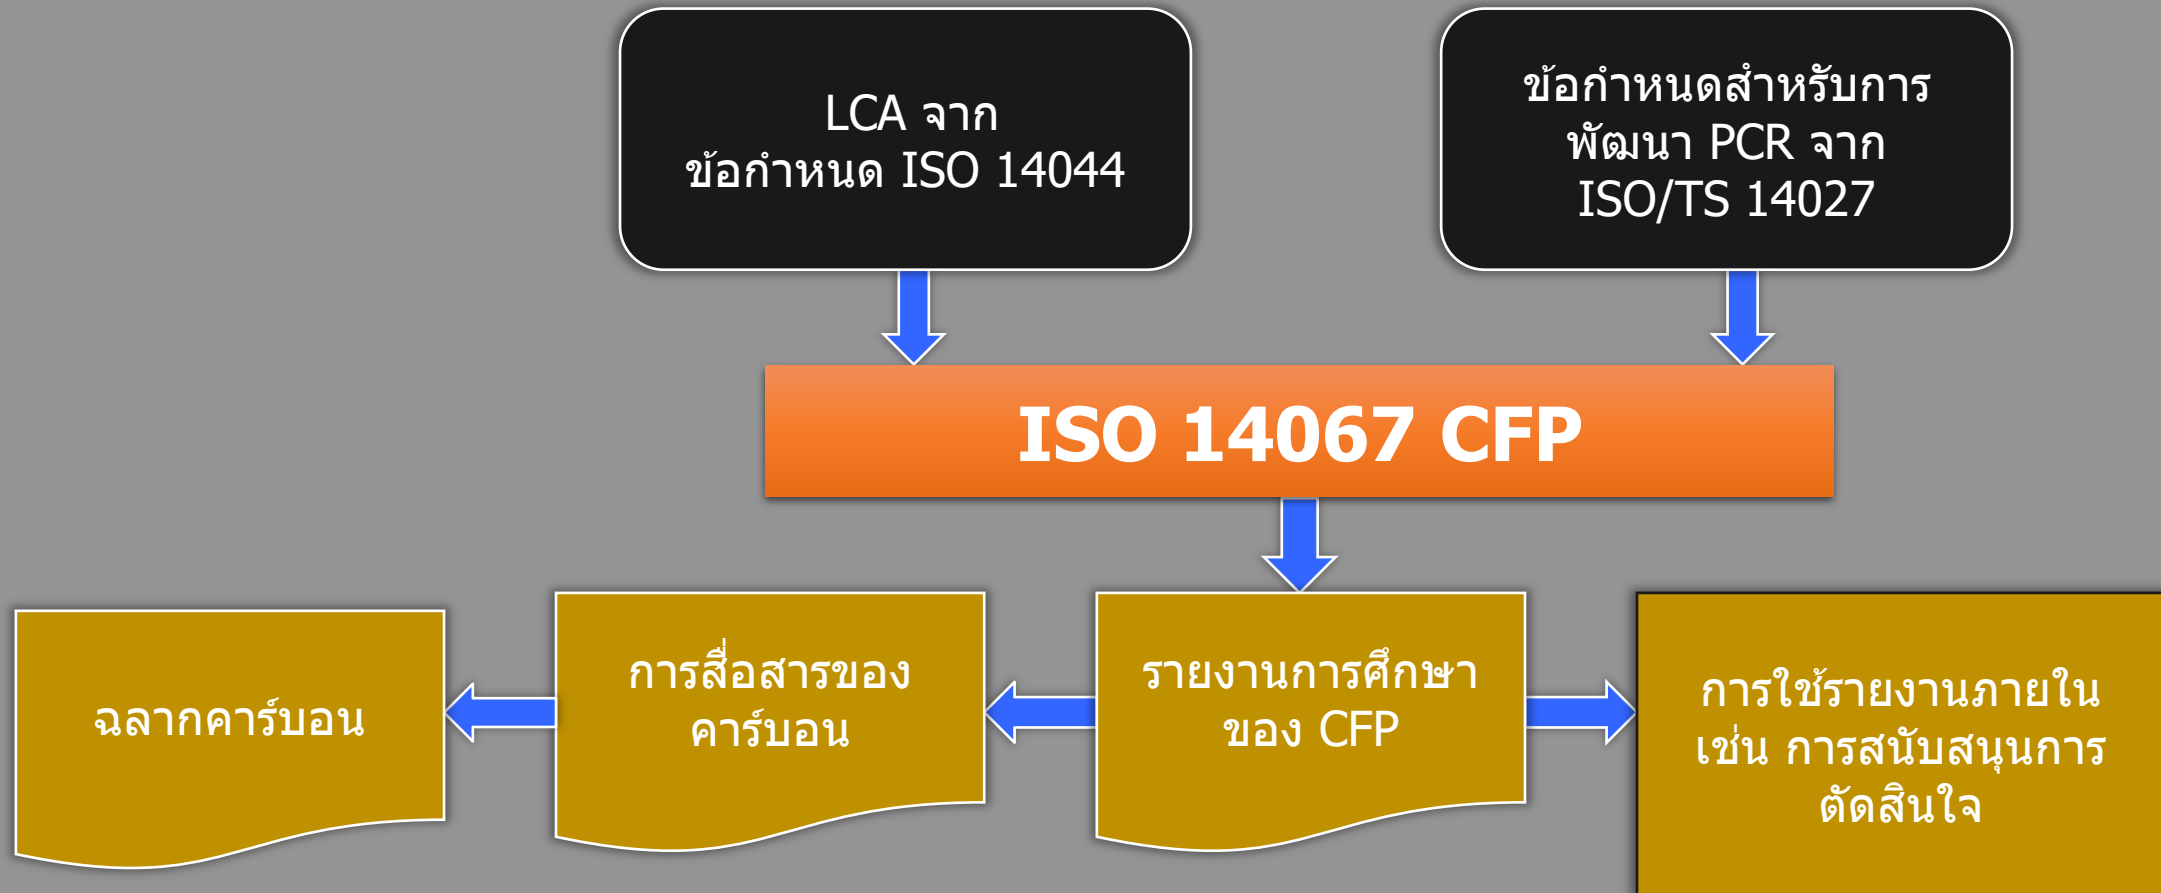 LCA จาก
ข้อกำหนด ISO 14044
ข้อกำหนดสำหรับการ
พัฒนา PCR จาก
ISO/TS 14027
ISO 14067 CFP
ฉลากคาร์บอน
การสื่อสารของ
คาร์บอน
รายงานการศึกษา
ของ CFP
การใช้รายงานภายใน
เช่น การสนับสนุนการ
ตัดสินใจ